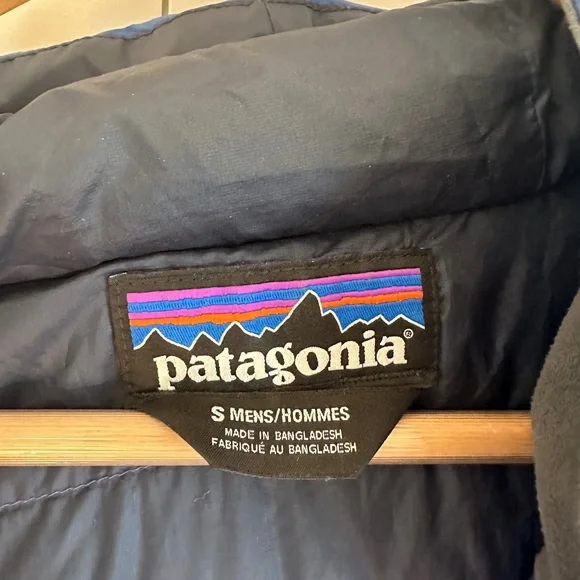 patagonia®
S MENS/HOMMES
MADE IN BANGLADESH
FABRIQUÉ AU BANGLADESH